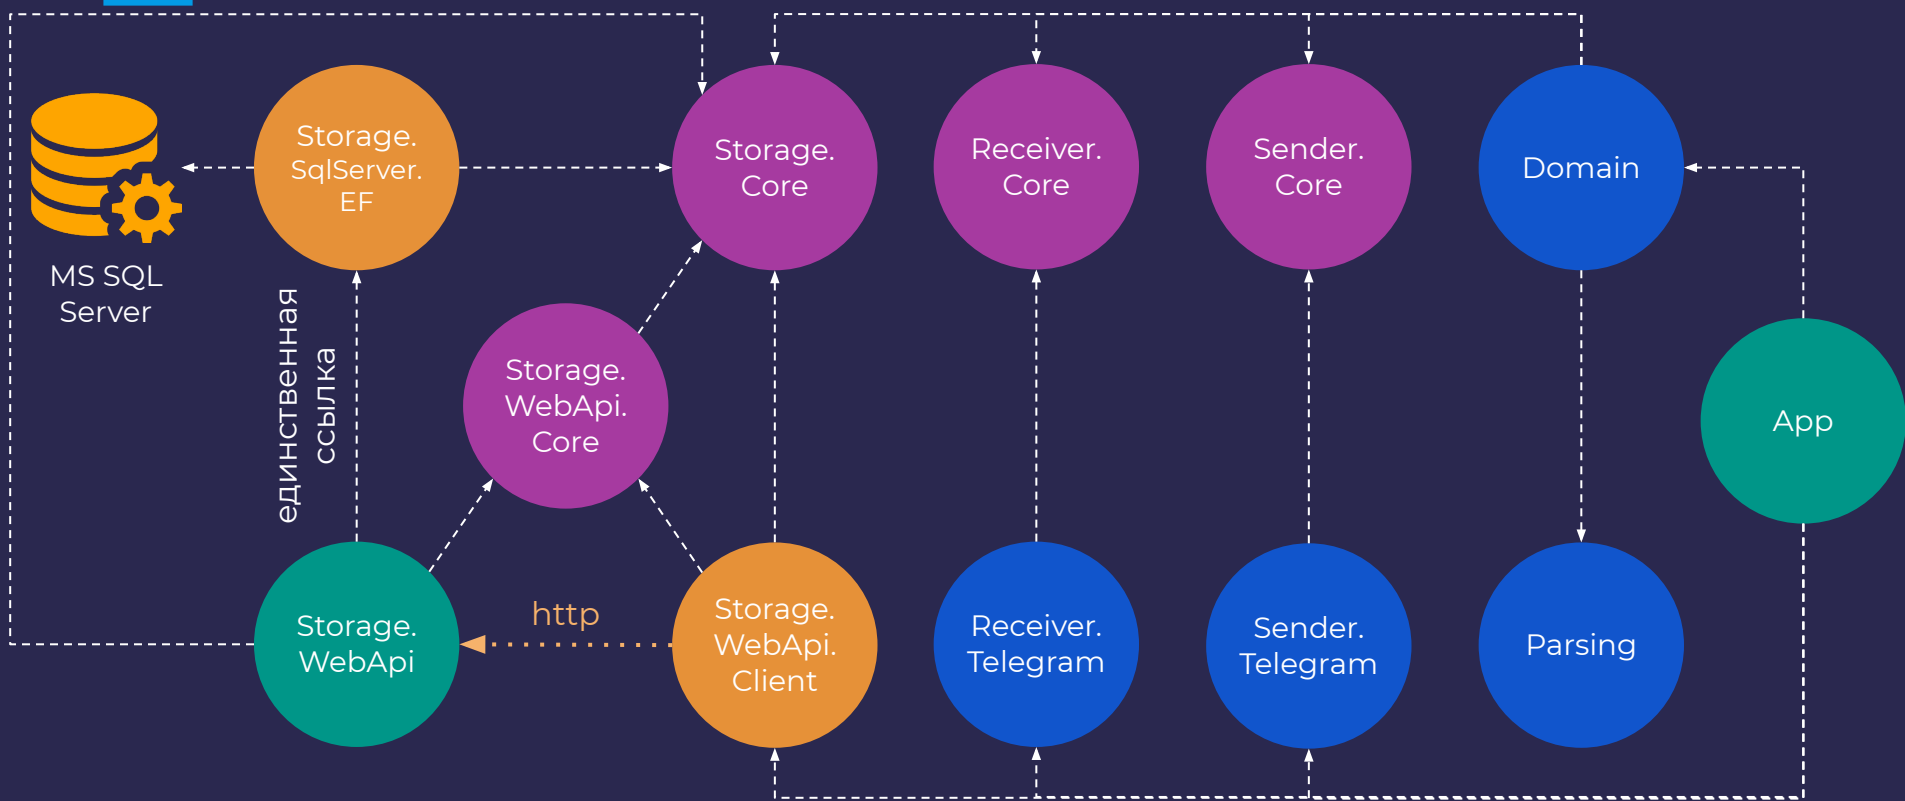 Storage.
SqlServer.
EF
Storage.
Core
Receiver.
Core
Sender.
Core
Domain
MS SQL
Server
единственная
ссылка
Storage.
WebApi.
Core
App
Storage.
WebApi
http
Storage.
WebApi.
Client
Receiver.
Telegram
Sender.
Telegram
Parsing